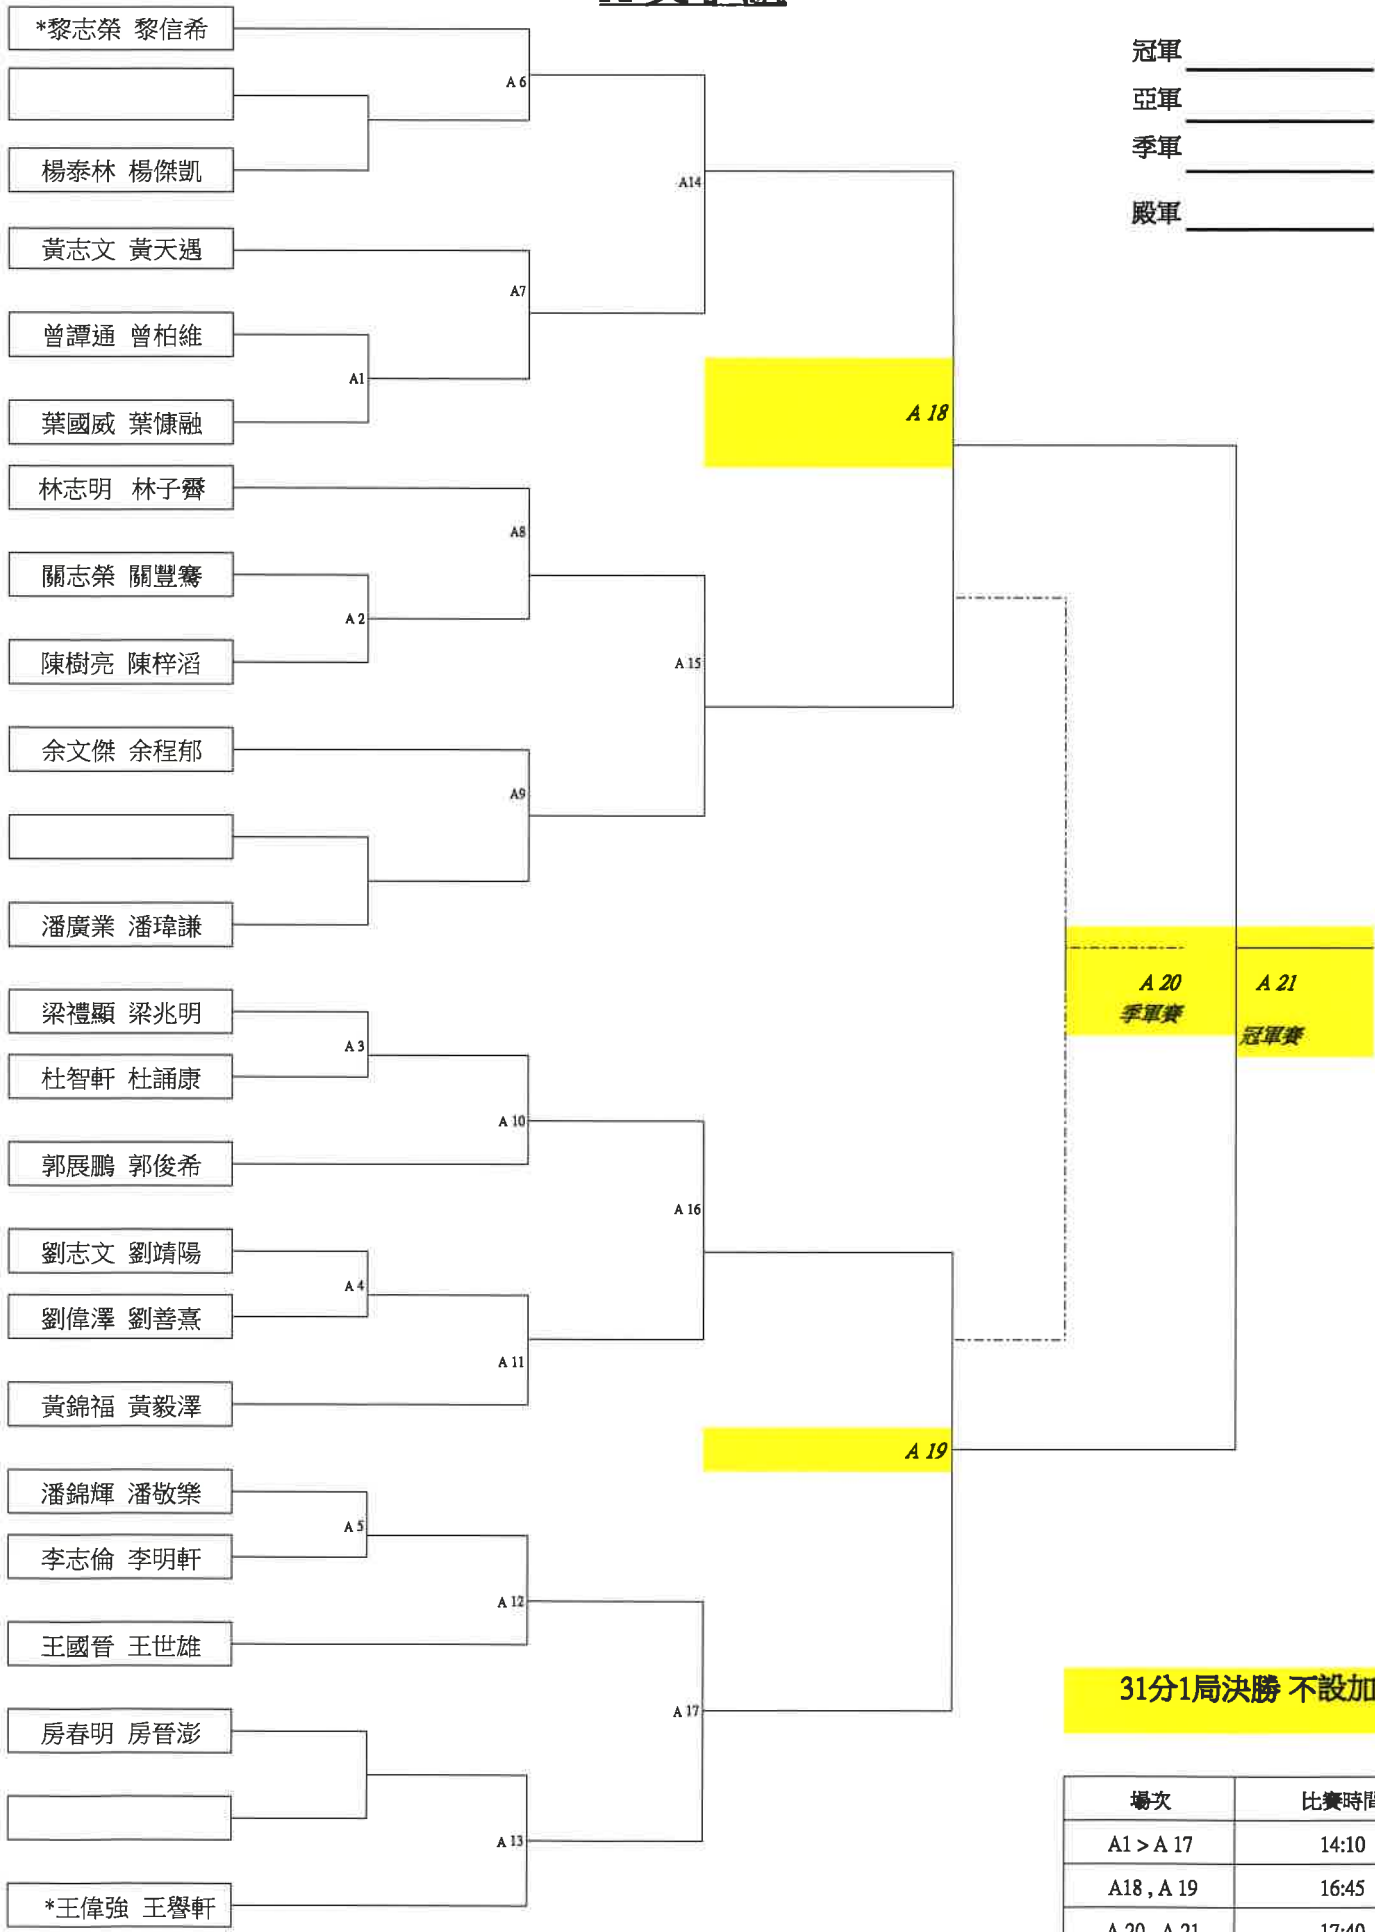 *黎志榮 黎信希
冠軍
A 6
亞軍
季軍
楊泰林 楊傑凱
A14
殿軍
黃志文 黃天遇
A7
曾譚通 曾柏維
A1
葉國威 葉慷融
A 18
林志明 林子齊
A8
關志榮 關豐騫
A 2
陳樹亮 陳梓滔
A 15
余文傑 余程郁
A9
潘廣業 潘瑋謙
A 20
A 21
季軍賽
冠軍賽
梁禮顯 梁兆明
A 3
杜智軒 杜誦康
A 10
郭展鵬 郭俊希
A 16
劉志文 劉靖陽
A 4
劉偉澤 劉善熹
A 11
黃錦福 黃毅澤
A 19
潘錦輝 潘敬樂
A 5
李志倫 李明軒
A 12
王國晉 王世雄
31分1局決勝 不設加
A 17
房春明 房晉澎
場次 比賽時間
A 13
A1 > A 17 14:10
A18 , A 19 16:45
*王偉強 王譽軒
A 20 , A 21 17:40